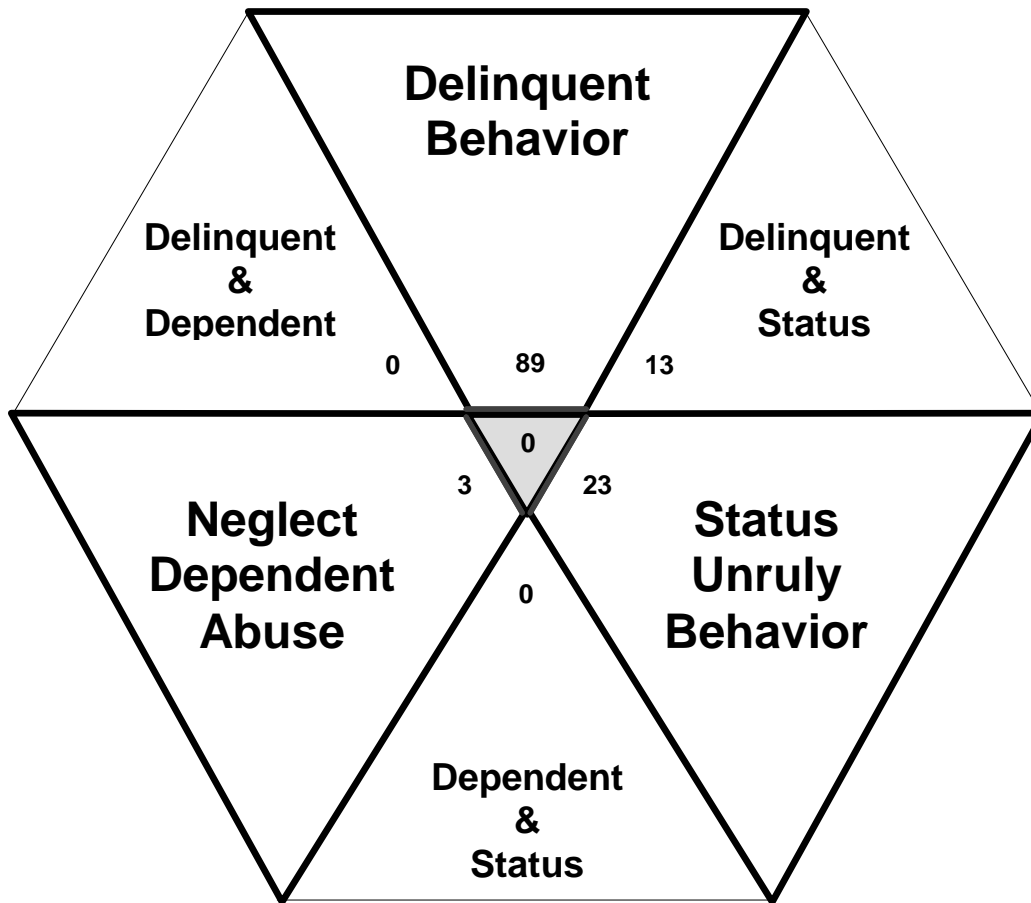 Delinquent
Behavior
Delinquent
&
Dependent
Delinquent
&
Status
0
89
13
0
3
23
Neglect
Dependent
Abuse
Status
Unruly
Behavior
0
Dependent
&
Status